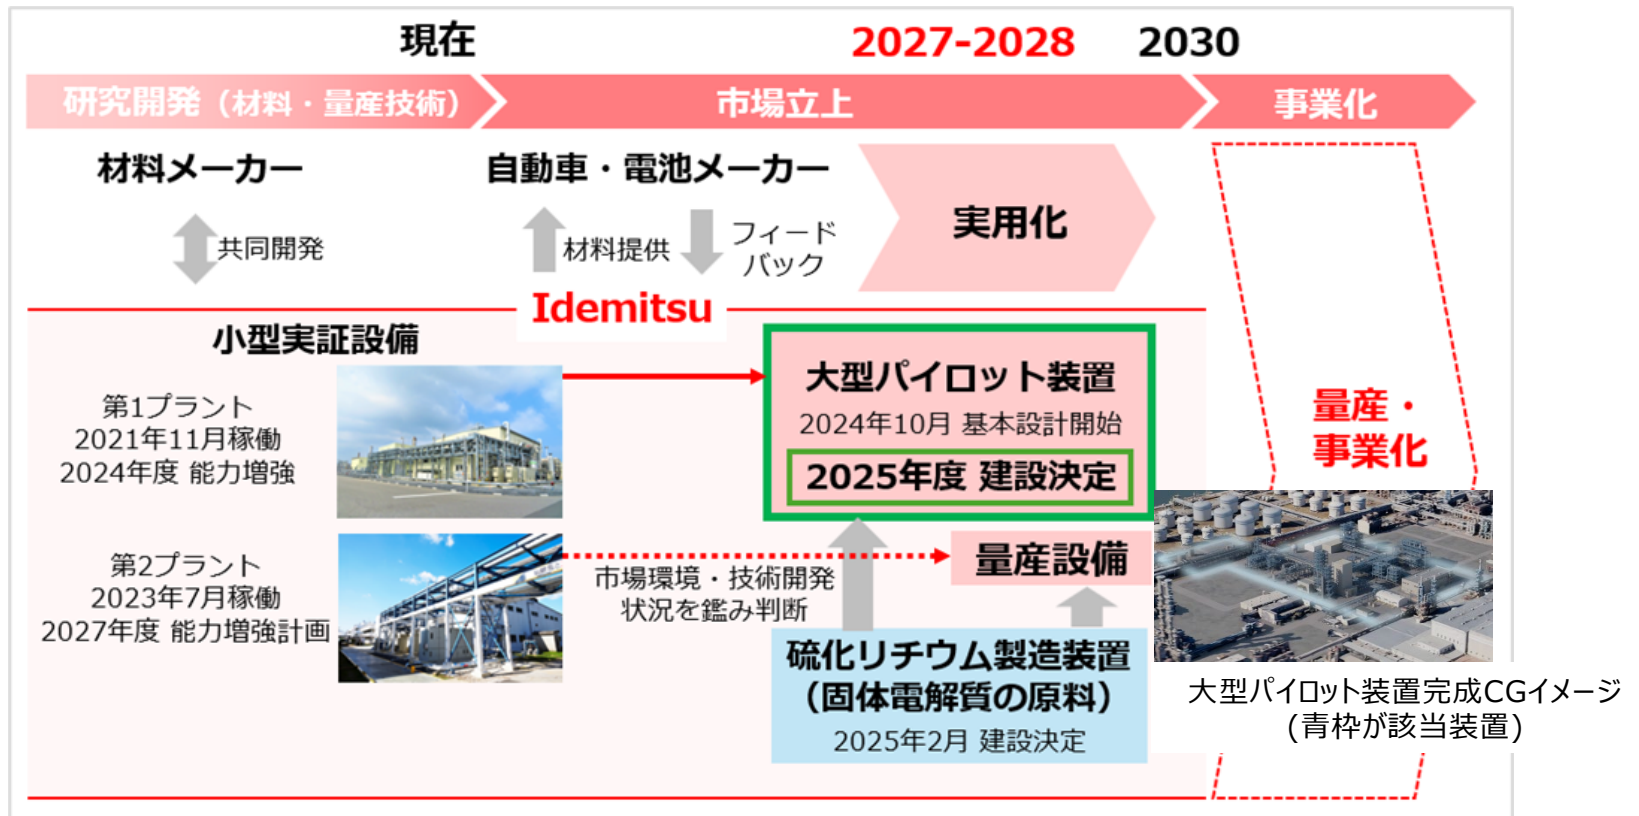 現在
2027-2028
2030
研究開発（材料・量産技術）
市場立上
事業化
材料メーカー
自動車・電池メーカー
共同開発
材料提供
フィード
バック
実用化
Idemitsu
小型実証設備
第1プラント
2021年11月稼働
2024年度 能力増強
第2プラント
2023年7月稼働
2027年度 能力増強計画
大型パイロット装置
2024年10月 基本設計開始
2025年度 建設決定
市場環境・技術開発
状況を鑑み判断
量産設備
硫化リチウム製造装置
(固体電解質の原料)
2025年2月 建設決定
量産・
事業化
大型パイロット装置完成CGイメージ
(青枠が該当装置)